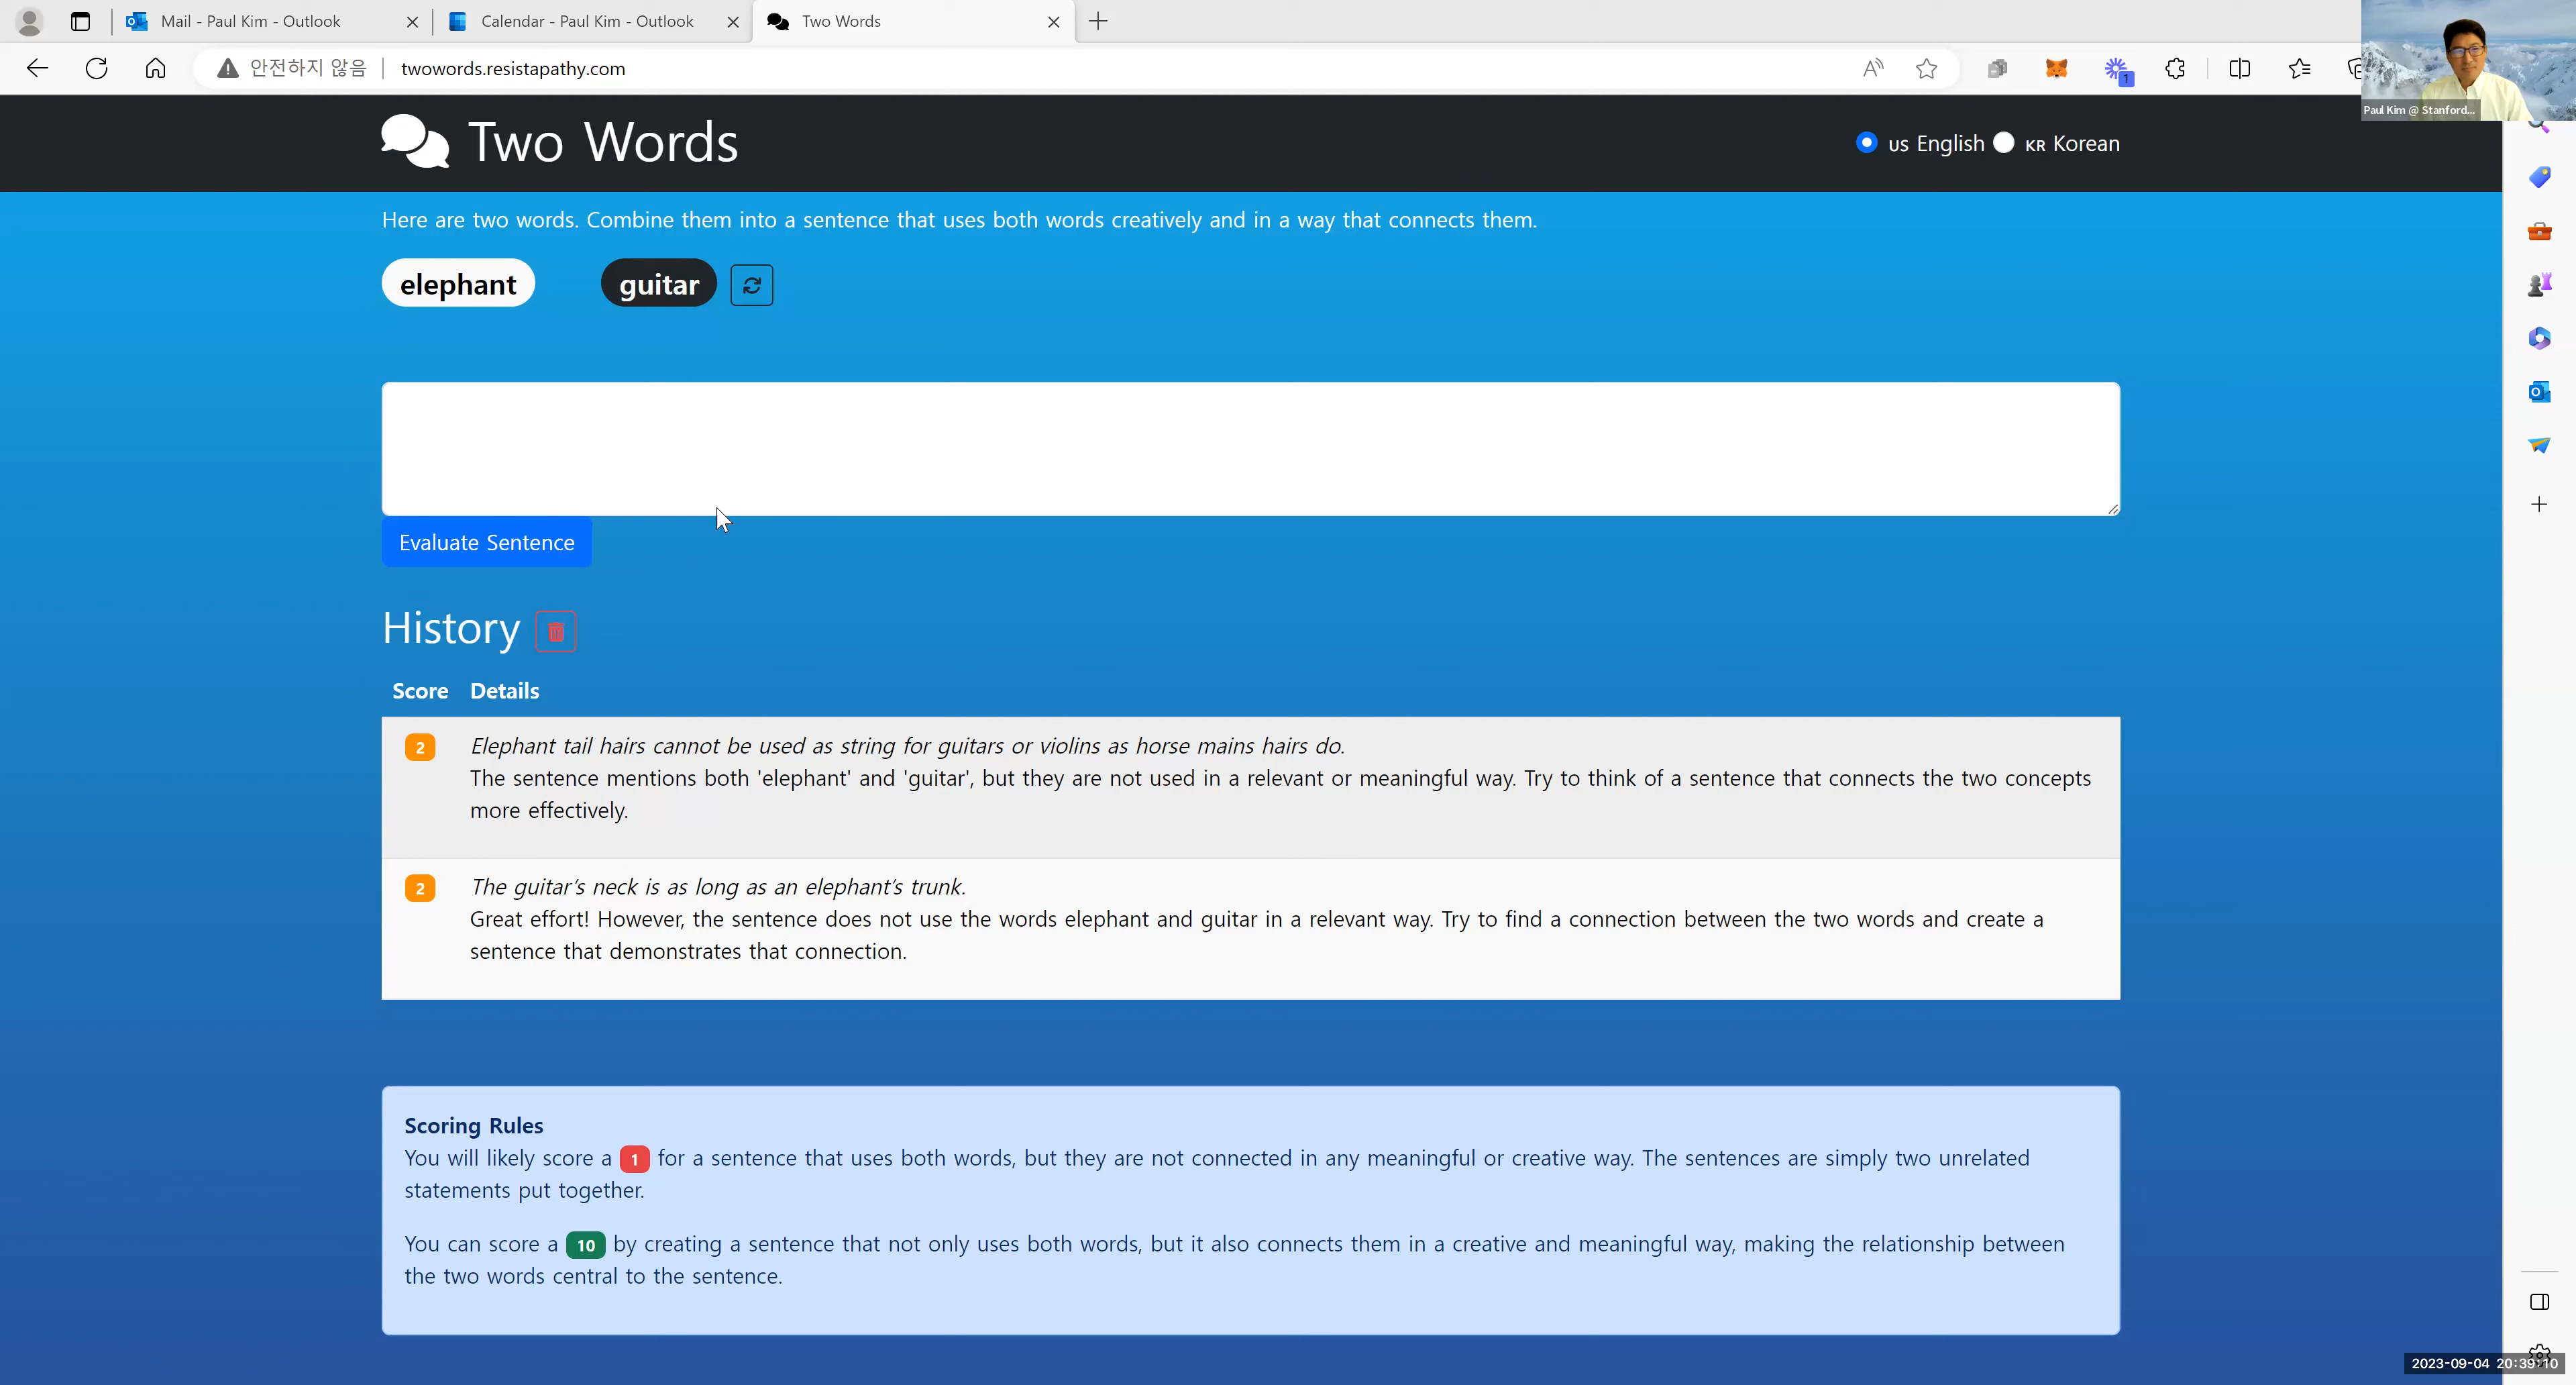 Mail - Paul Kim - Outlook
Calendar - Paul Kim - Outlook
Two Words
안전하지 않음
twowords.resistapathy.com
1
Paul Kim @ Stanford...
Two Words
US English
KR Korean
Here are two words. Combine them into a sentence that uses both words creatively and in a way that connects them.
elephant
guitar
Evaluate Sentence
History
Score Details
2 Elephant tail hairs cannot be used as string for guitars or violins as horse mains hairs do.
The sentence mentions both 'elephant' and 'guitar', but they are not used in a relevant or meaningful way. Try to think of a sentence that connects the two concepts
more effectively.
2 The guitar's neck is as long as an elephant's trunk.
Great effort! However, the sentence does not use the words elephant and guitar in a relevant way. Try to find a connection between the two words and create a
sentence that demonstrates that connection.
Scoring Rules
You will likely score a 1 for a sentence that uses both words, but they are not connected in any meaningful or creative way. The sentences are simply two unrelated
statements put together.
You can score a 10 by creating a sentence that not only uses both words, but it also connects them in a creative and meaningful way, making the relationship between
the two words central to the sentence.
2023-09-04 20:39:10